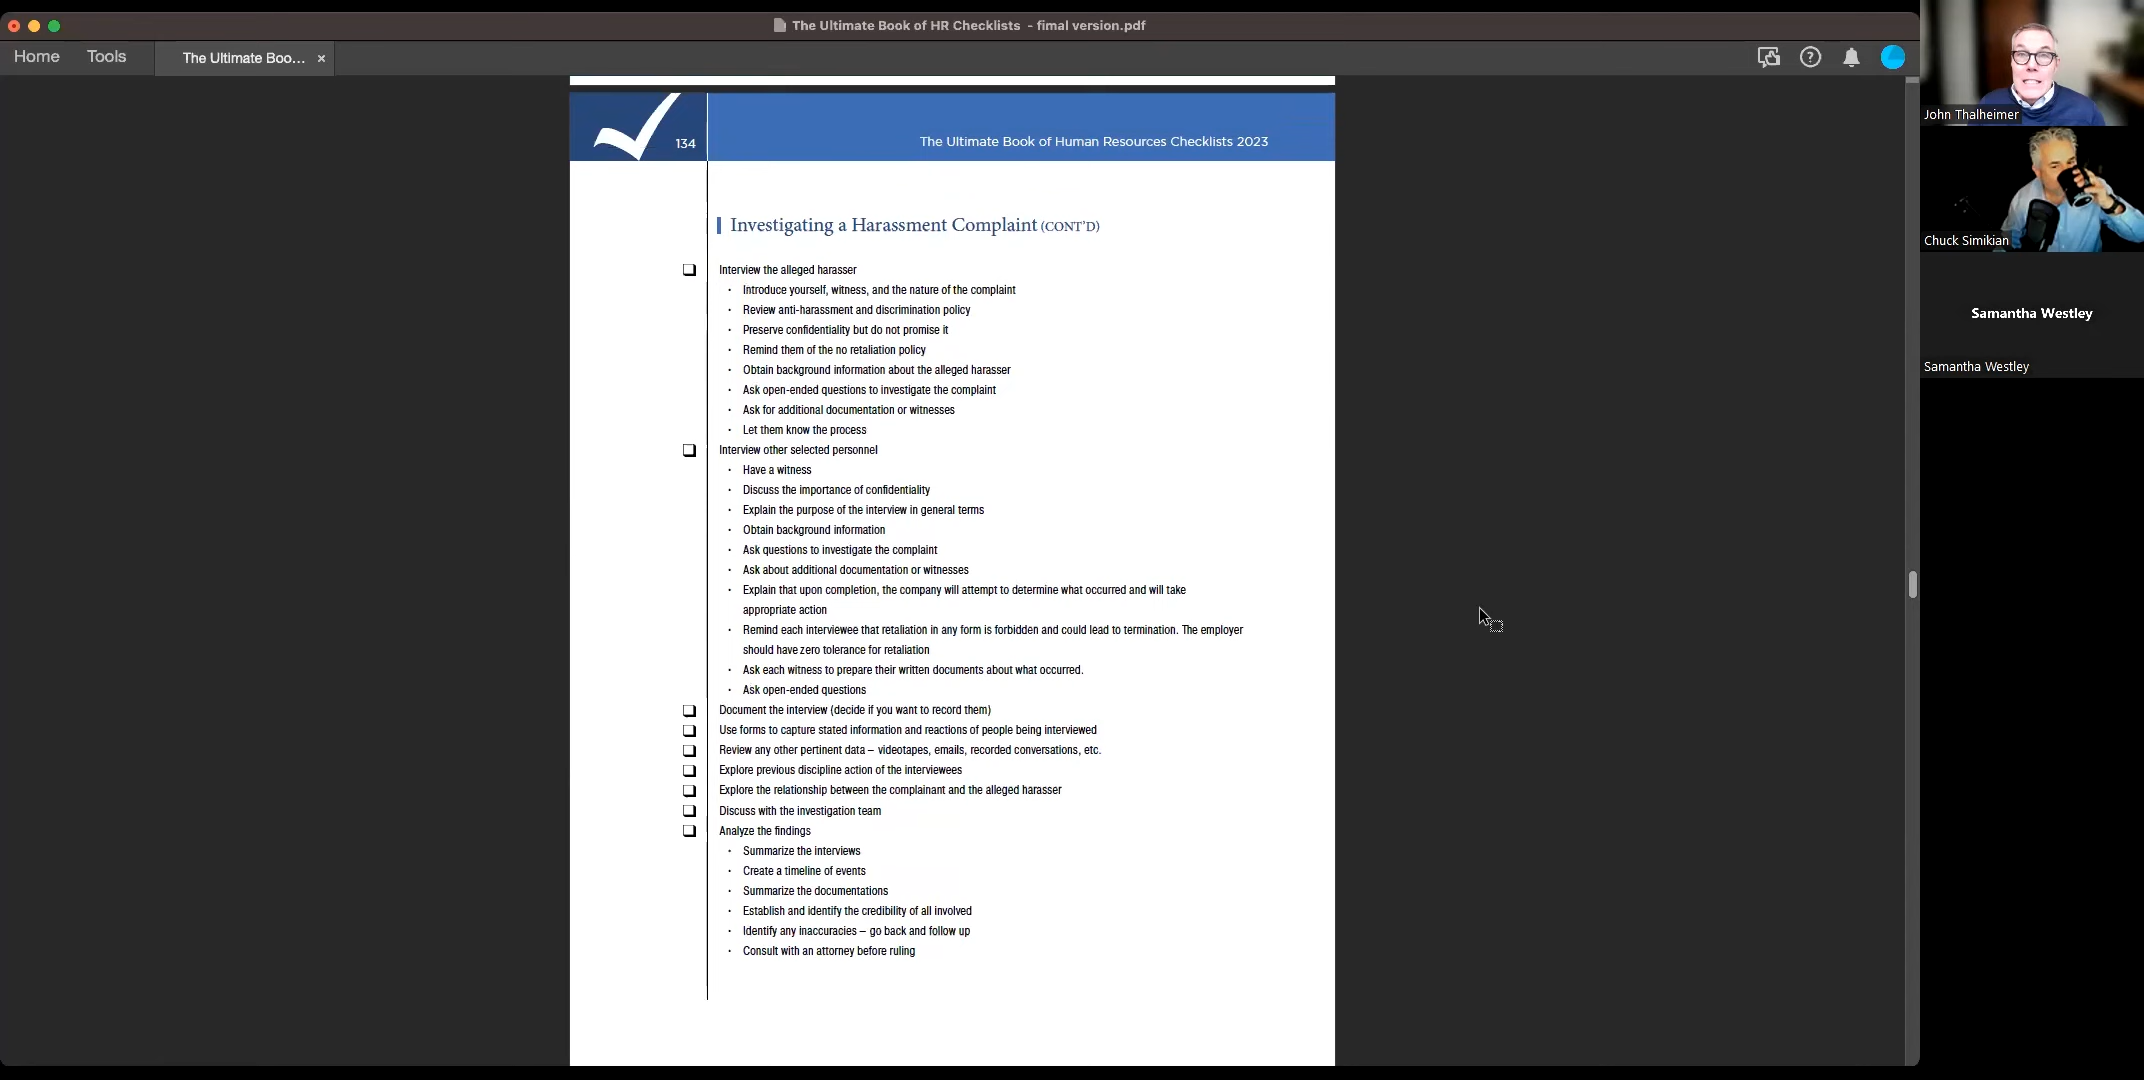 The Ultimate Book of HR Checklists - fimal version.pdf
Home
Tools
The Ultimate Boo... ×
134
The Ultimate Book of Human Resources Checklists 2023
Investigating a Harassment Complaint (CONT'D)
Interview the alleged harasser
· Introduce yourself, witness, and the nature of the complaint
· Review anti-harassment and discrimination policy
· Preserve confidentiality but do not promise it
· Remind them of the no retaliation policy
· Obtain background information about the alleged harasser
· Ask open-ended questions to investigate the complaint
· Ask for additional documentation or witnesses
· Let them know the process
Interview other selected personnel
· Have a witness
· Discuss the importance of confidentiality
· Explain the purpose of the interview in general terms
· Obtain background information
· Ask questions to investigate the complaint
· Ask about additional documentation or witnesses
· Explain that upon completion, the company will attempt to determine what occurred and will take
appropriate action
· Remind each interviewee that retaliation in any form is forbidden and could lead to termination. The employer
should have zero tolerance for retaliation
· Ask each witness to prepare their written documents about what occurred.
· Ask open-ended questions
Document the interview (decide if you want to record them)
Use forms to capture stated information and reactions of people being interviewed
Review any other pertinent data – videotapes, emails, recorded conversations, etc.
Explore previous discipline action of the interviewees
Explore the relationship between the complainant and the alleged harasser
Discuss with the investigation team
Analyze the findings
· Summarize the interviews
· Create a timeline of events
· Summarize the documentations
· Establish and identify the credibility of all involved
· Identify any inaccuracies – go back and follow up
· Consult with an attorney before ruling
John Thalheimer
Chuck Simikian
Samantha Westley
Samantha Westley